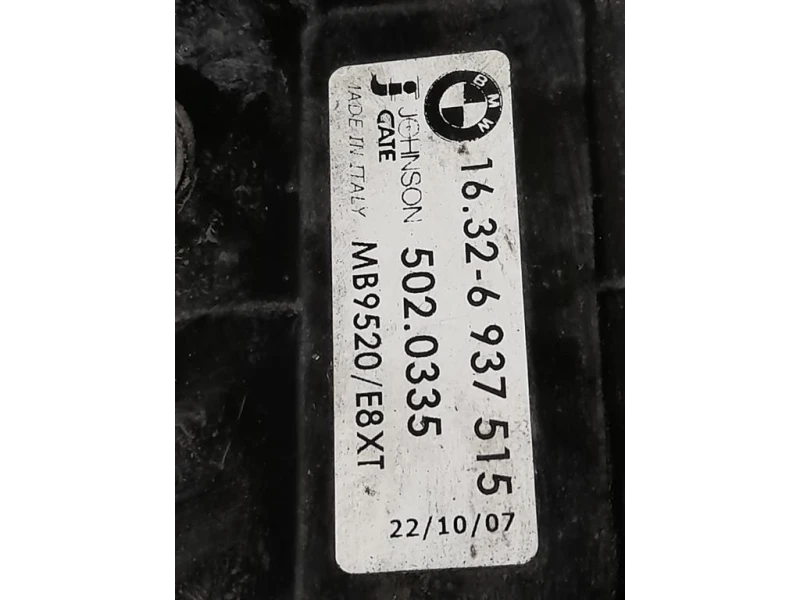 BMW 16.32-6 937 515
JOHNSON 502.0335
GATE
MADE IN ITALY MB9520/E8XT
22/10/07